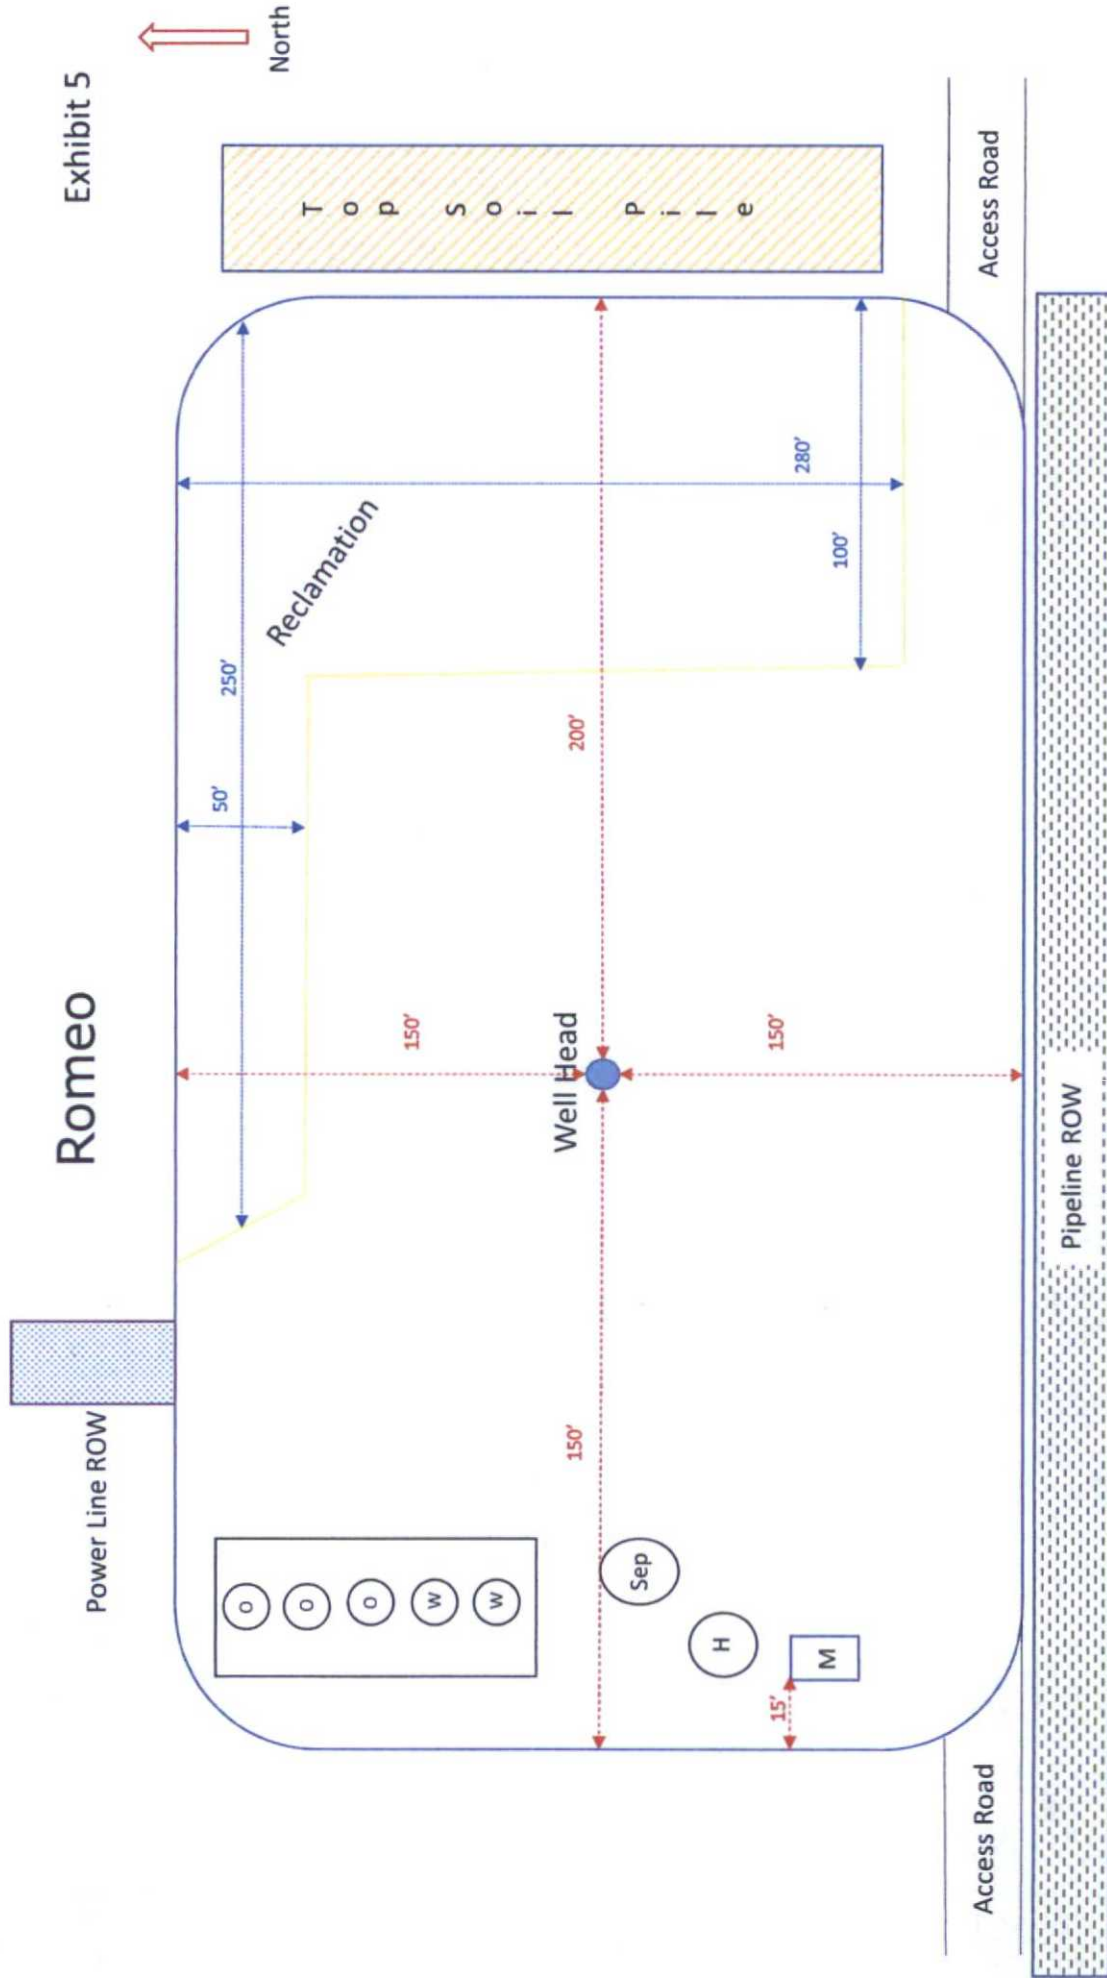 Exhibit 5
North
Romeo
Power Line ROW
250'
50'
Reclamation
Top Soil Pile
150'
Well Head
200'
150'
150'
280'
100'
O
O
O
W
W
Sep
H
M
15'
Access Road
Access Road
Pipeline ROW